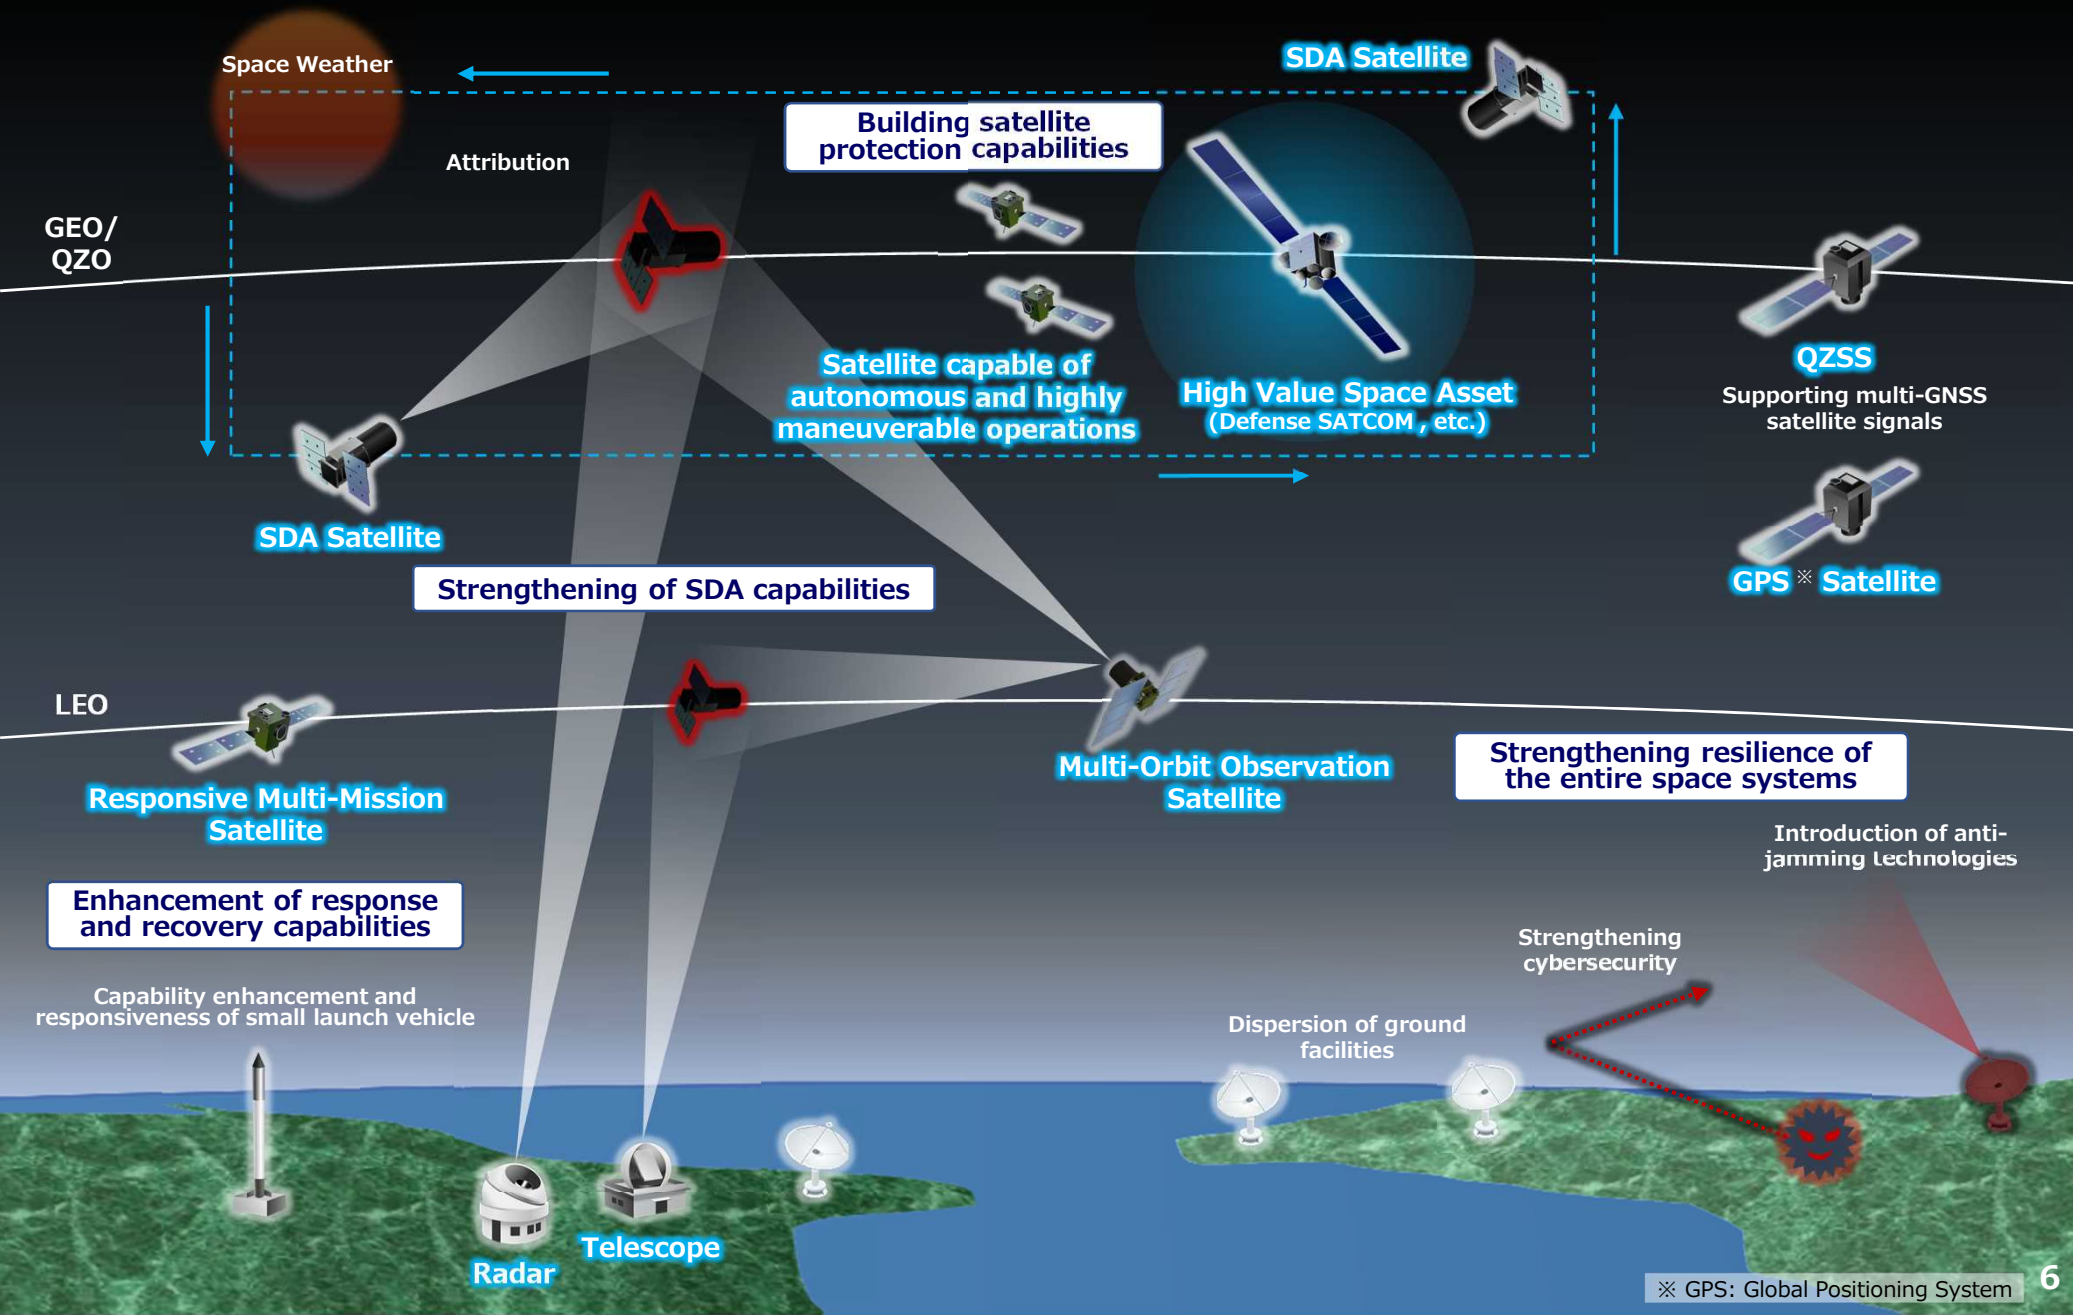 Space Weather
SDA Satellite
Building satellite
protection capabilities
Attribution
GEO/
QZO
Satellite capable of
autonomous and highly
maneuverable operations
High Value Space Asset
(Defense SATCOM , etc.)
QZSS
Supporting multi-GNSS
satellite signals
SDA Satellite
GPS ※ Satellite
Strengthening of SDA capabilities
LEO
Responsive Multi-Mission
Satellite
Multi-Orbit Observation
Satellite
Strengthening resilience of
the entire space systems
Introduction of anti-
jamming technologies
Enhancement of response
and recovery capabilities
Strengthening
cybersecurity
Capability enhancement and
responsiveness of small launch vehicle
Dispersion of ground
facilities
Telescope
Radar
※ GPS: Global Positioning System
6